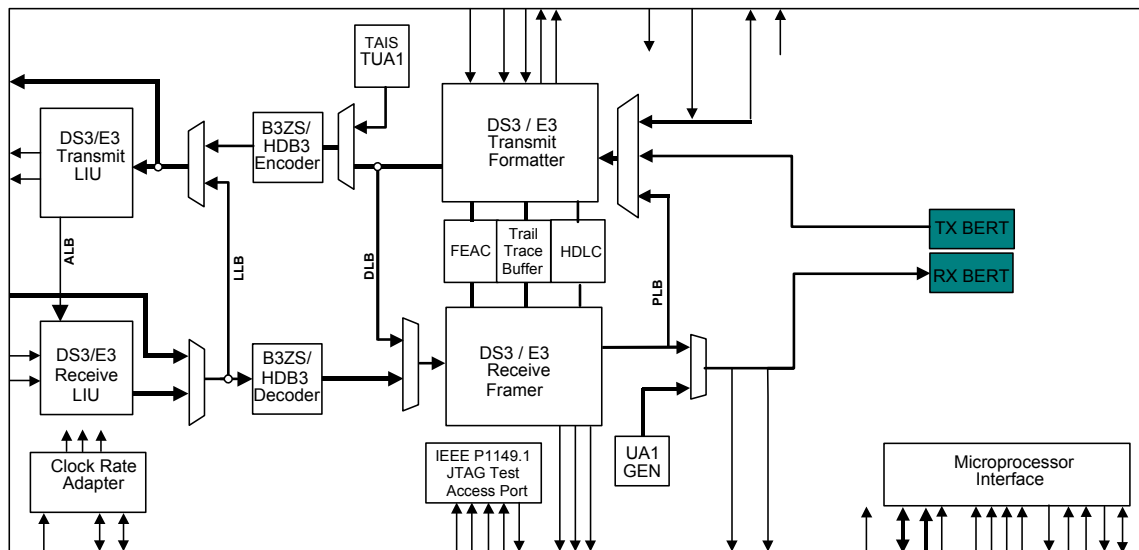 TAIS
TUA1
DS3/E3
Transmit
LIU
B3ZS/
HDB3
Encoder
DS3 / E3
Transmit
Formatter
TX BERT
RX BERT
FEAC
Trail
Trace
Buffer
HDLC
ALB
LLB
DLB
PLB
DS3/E3
Receive
LIU
B3ZS/
HDB3
Decoder
DS3 / E3
Receive
Framer
UA1
GEN
Clock Rate
Adapter
IEEE P1149.1
JTAG Test
Access Port
Microprocessor
Interface